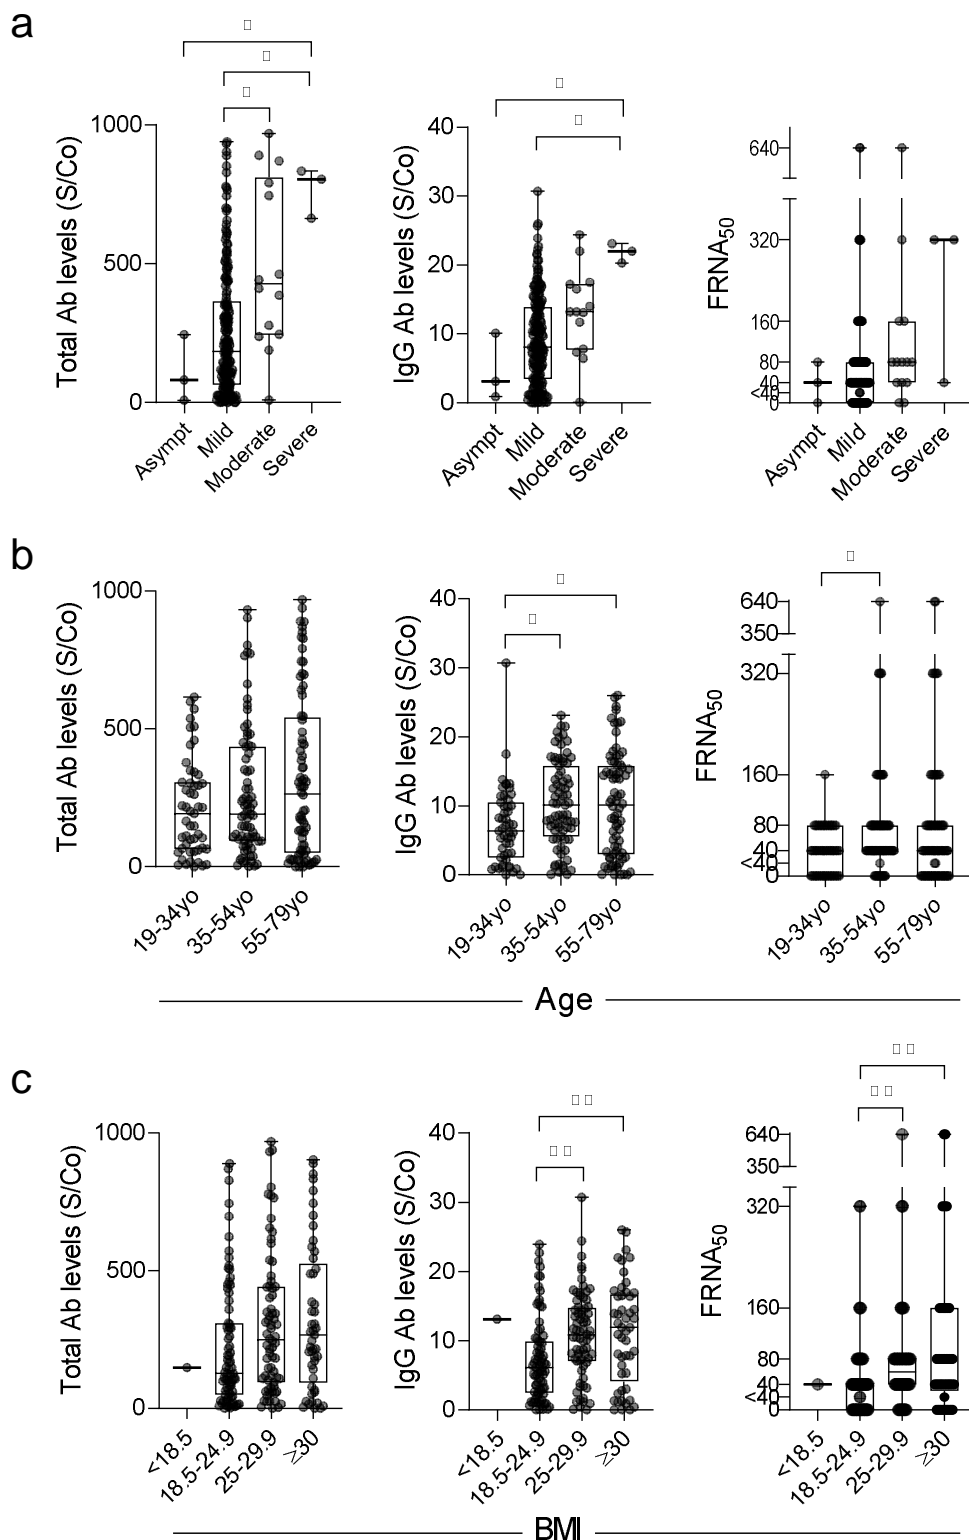 a
Total Ab levels (S/Co)
1000
500
0
Asympt
Mild
Moderate
Severe
IgG Ab levels (S/Co)
40
30
20
10
0
Asympt
Mild
Moderate
Severe
FRNA50
640
320
160
80
40
<40
0
Asympt
Mild
Moderate
Severe
b
Total Ab levels (S/Co)
1000
500
0
19-34yo
35-54yo
55-79yo
IgG Ab levels (S/Co)
40
30
20
10
0
19-34yo
35-54yo
55-79yo
FRNA50
640
350
320
160
80
40
<40
0
19-34yo
35-54yo
55-79yo
Age
c
Total Ab levels (S/Co)
1000
500
0
<18.5
18.5-24.9
25-29.9
≥30
IgG Ab levels (S/Co)
40
30
20
10
0
<18.5
18.5-24.9
25-29.9
≥30
FRNA50
640
350
320
160
80
40
<40
0
<18.5
18.5-24.9
25-29.9
≥30
BMI